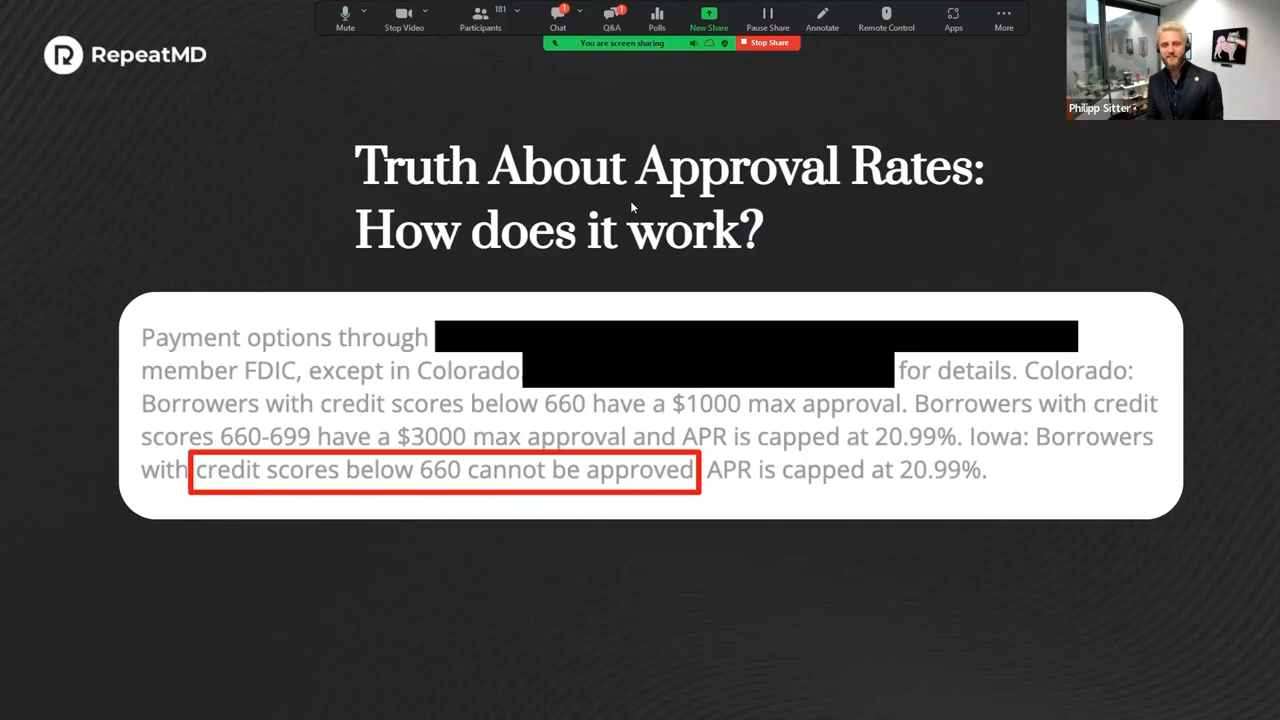 Mute
Stop Video
Participants
181
Chat
1
Q&A
1
Polls
New Share
Pause Share
Annotate
Remote Control
Apps
More
You are screen sharing
Stop Share
RepeatMD
Philipp Sitter
Truth About Approval Rates:
How does it work?
Payment options through
member FDIC, except in Colorado. for details. Colorado:
Borrowers with credit scores below 660 have a $1000 max approval. Borrowers with credit
scores 660-699 have a $3000 max approval and APR is capped at 20.99%. Iowa: Borrowers
with credit scores below 660 cannot be approved. APR is capped at 20.99%.